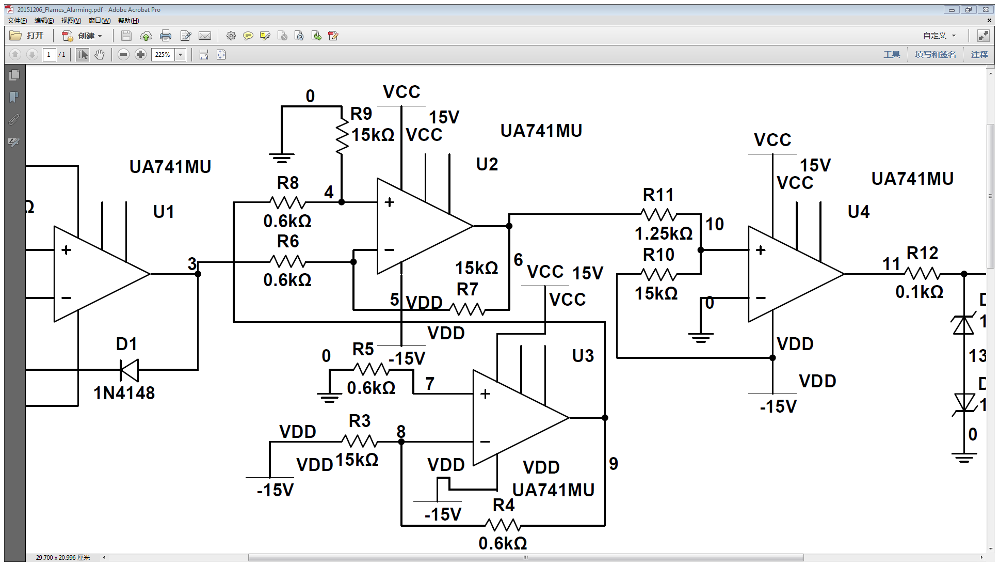 20151206_Flames_Alarming.pdf - Adobe Acrobat Pro
文件(F) 编辑(E) 视图(V) 窗口(W) 帮助(H)
打开 创建 自定义
1 / 1 225% 工具 填写和签名 注释
VCC
0
R9
15V
15kΩ VCC
UA741MU
VCC
U2
15V
UA741MU
R8
VCC
UA741MU
4
R11
Ω
U1
U4
0.6kΩ
10
1.25kΩ
R6
R10
R12
3
6
15kΩ
11
VCC 15V
0.6kΩ
R7
15kΩ
0.1kΩ
5 VDD
VCC
0
D
1
VDD
D1
VDD
R5
0
-15V
U3
13
7
0.6kΩ
VDD
D
1N4148
-15V
1
R3
VDD
8
0
VDD 15kΩ
VDD
VDD
9
-15V
UA741MU
R4
-15V
0.6kΩ
29.700 x 20.996 厘米